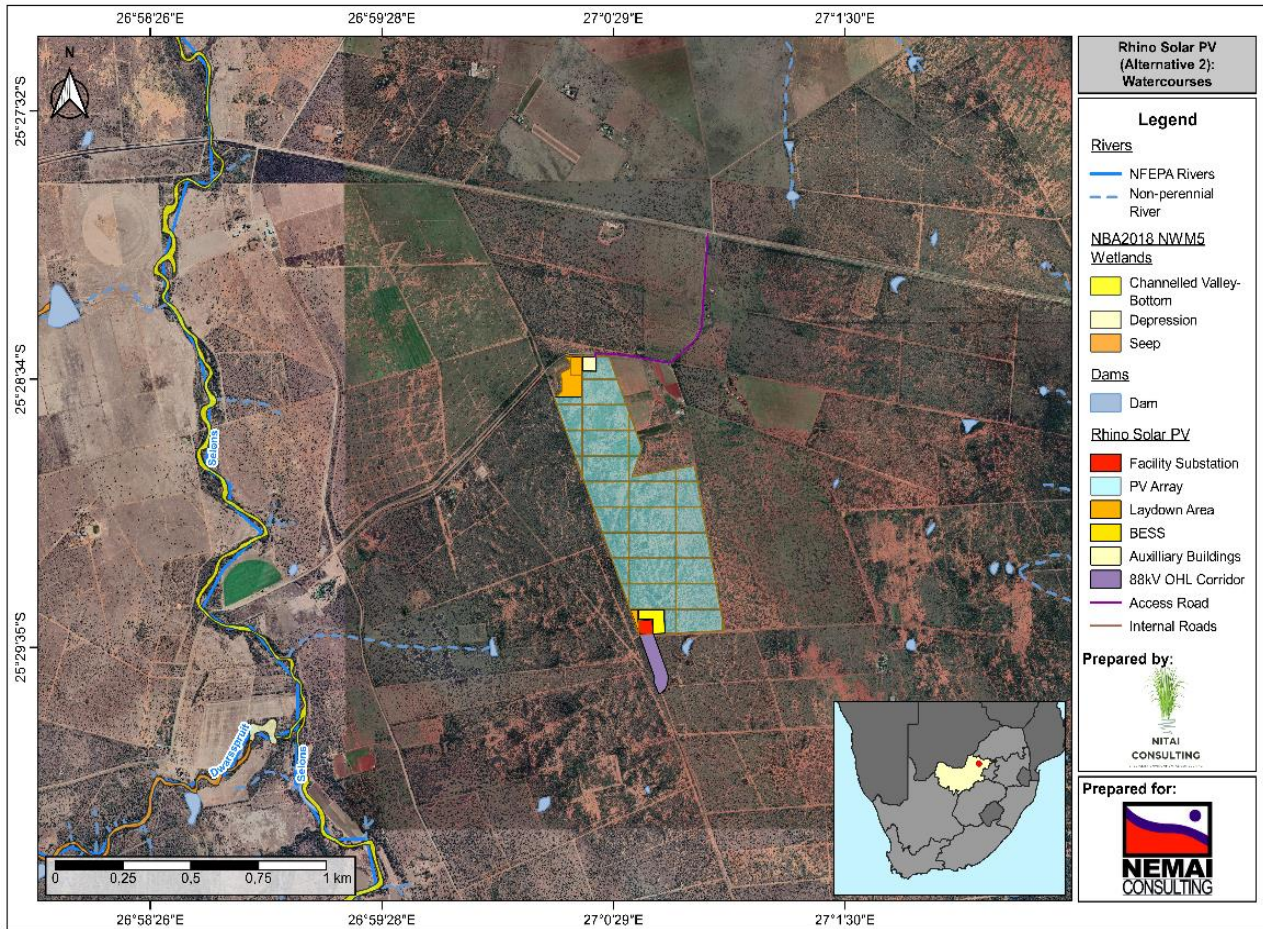 26°58'26"E
26°59'28"E
27°0'29"E
27°1'30"E
25°27'32"S
25°28'34"S
25°29'35"S
N
Selons
Dwarsspruit
Selons
0
0,25
0,5
0,75
1 km
26°58'26"E
26°59'28"E
27°0'29"E
27°1'30"E
Rhino Solar PV
(Alternative 2):
Watercourses
Legend
Rivers
NFEPA Rivers
Non-perennial
River
NBA2018 NWM5
Wetlands
Channelled Valley-
Bottom
Depression
Seep
Dams
Dam
Rhino Solar PV
Facility Substation
PV Array
Laydown Area
BESS
Auxilliary Buildings
88kV OHL Corridor
Access Road
Internal Roads
Prepared by:
NITAI
CONSULTING
Prepared for:
NEMAI
CONSULTING